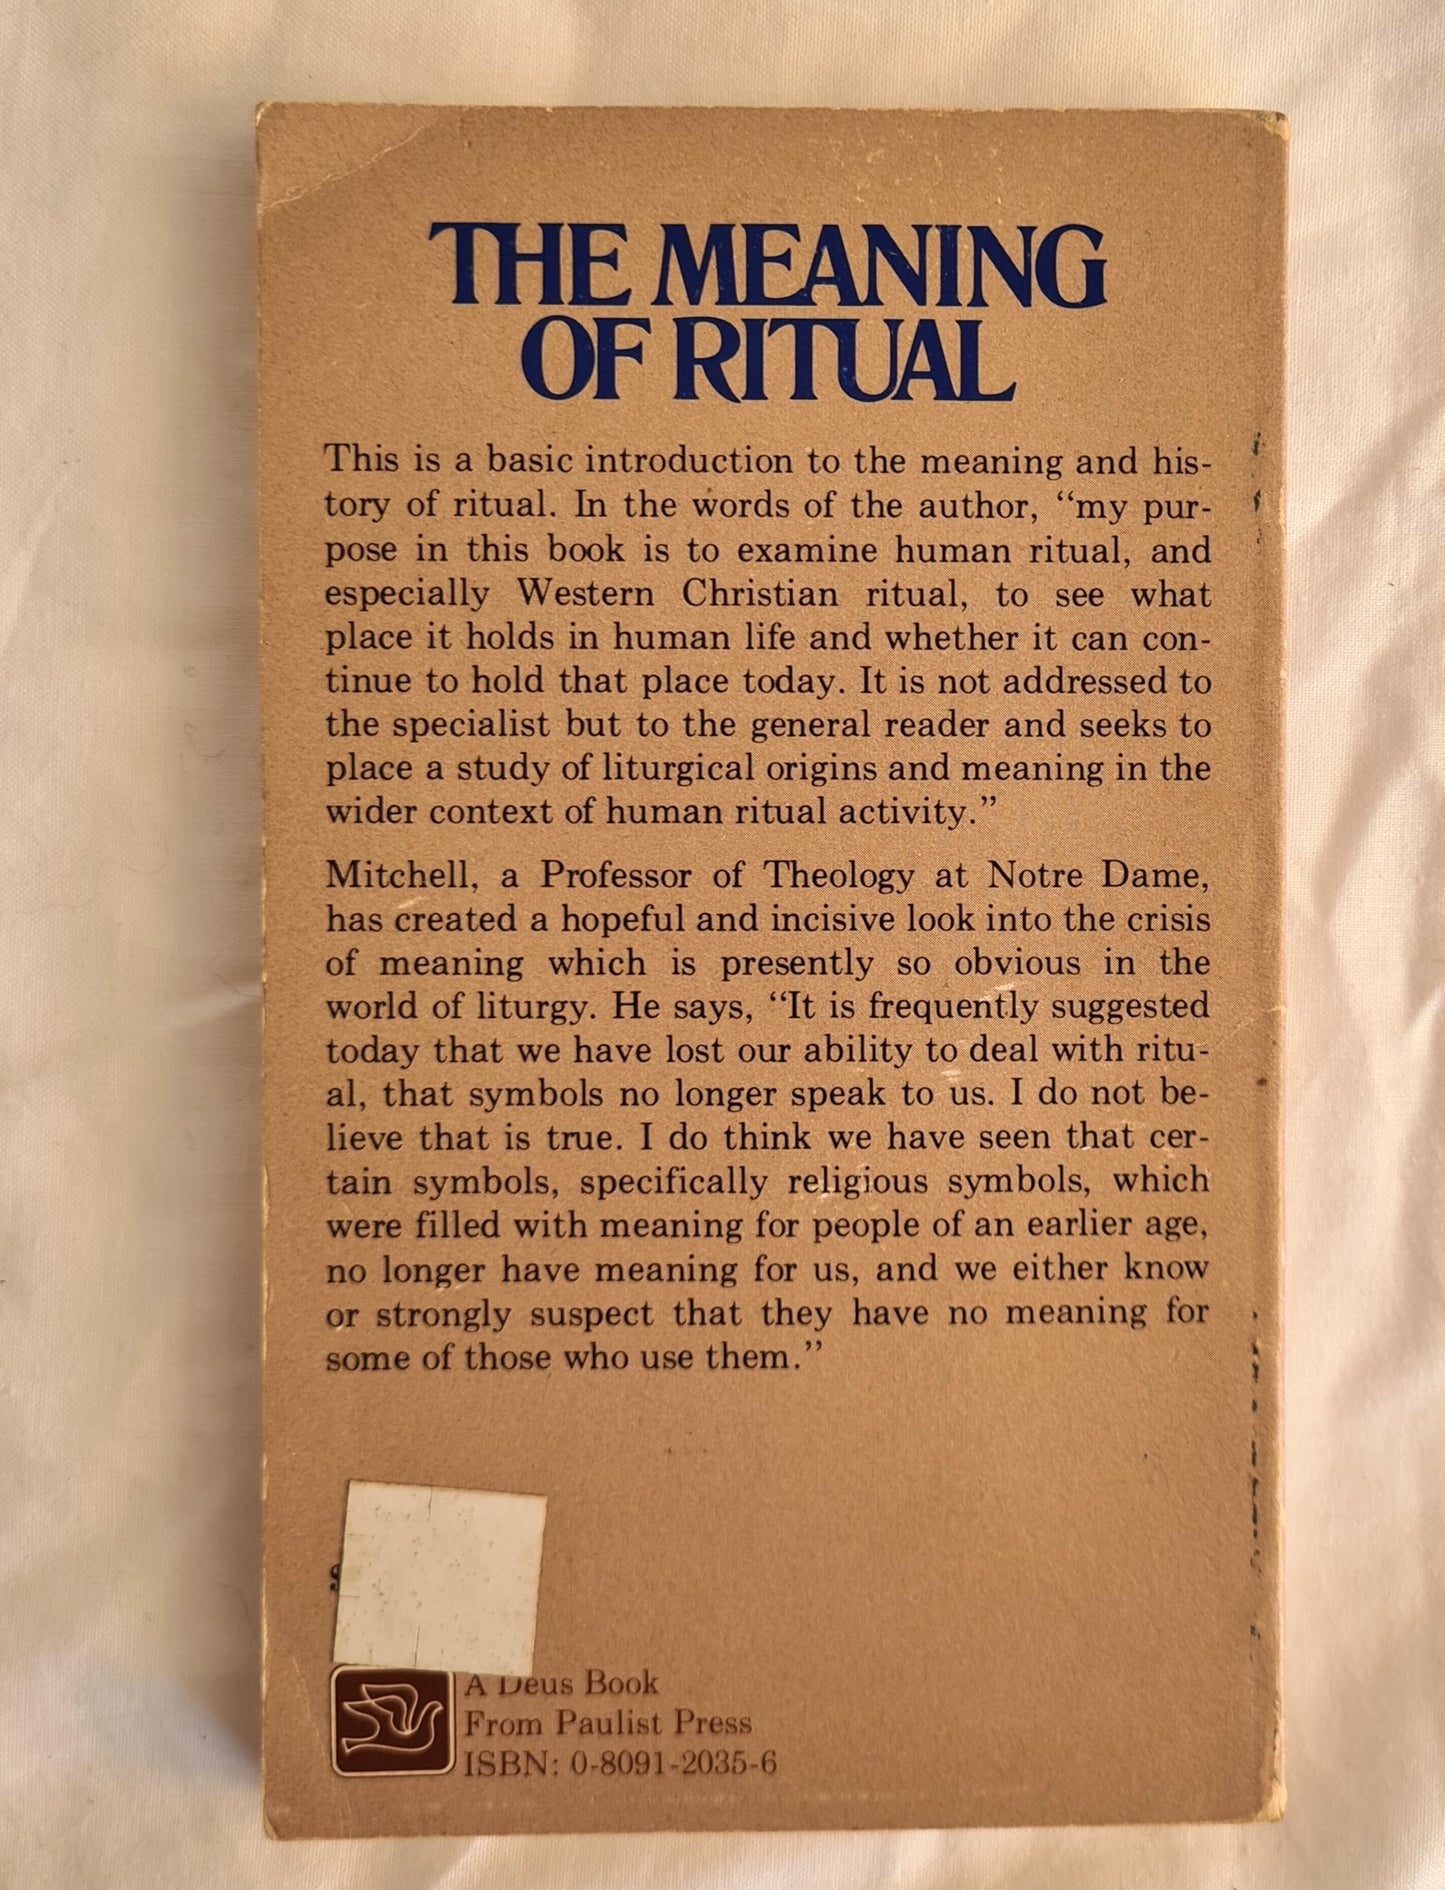 THE MEANING
OF RITUAL
This is a basic introduction to the meaning and his-
tory of ritual. In the words of the author, “my pur-
pose in this book is to examine human ritual, and
especially Western Christian ritual, to see what
place it holds in human life and whether it can con-
tinue to hold that place today. It is not addressed to
the specialist but to the general reader and seeks to
place a study of liturgical origins and meaning in the
wider context of human ritual activity.”
Mitchell, a Professor of Theology at Notre Dame,
has created a hopeful and incisive look into the crisis
of meaning which is presently so obvious in the
world of liturgy. He says, “It is frequently suggested
today that we have lost our ability to deal with ritu-
al, that symbols no longer speak to us. I do not be-
lieve that is true. I do think we have seen that cer-
tain symbols, specifically religious symbols, which
were filled with meaning for people of an earlier age,
no longer have meaning for us, and we either know
or strongly suspect that they have no meaning for
some of those who use them.”
A Deus Book
From Paulist Press
ISBN: 0-8091-2035-6